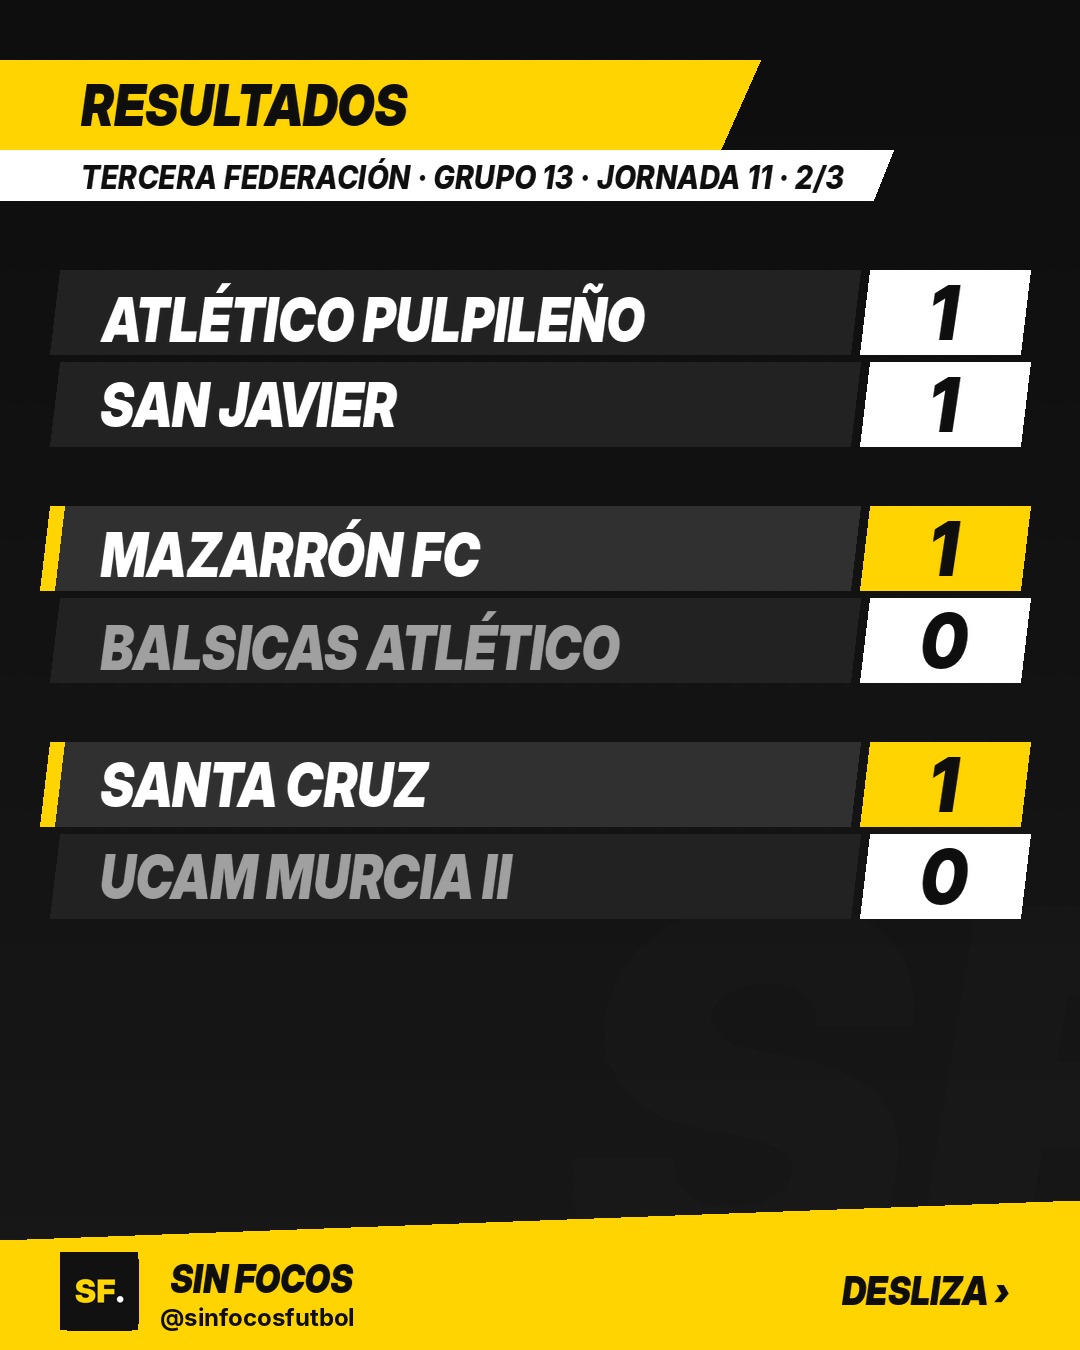 RESULTADOS
TERCERA FEDERACIÓN · GRUPO 13 · JORNADA 11 · 2/3
ATLÉTICO PULPILEÑO 1
SAN JAVIER 1
MAZARRÓN FC 1
BALSICAS ATLÉTICO 0
SANTA CRUZ 1
UCAM MURCIA II 0
SF
SF.
SIN FOCOS
@sinfocosfutbol
DESLIZA ›